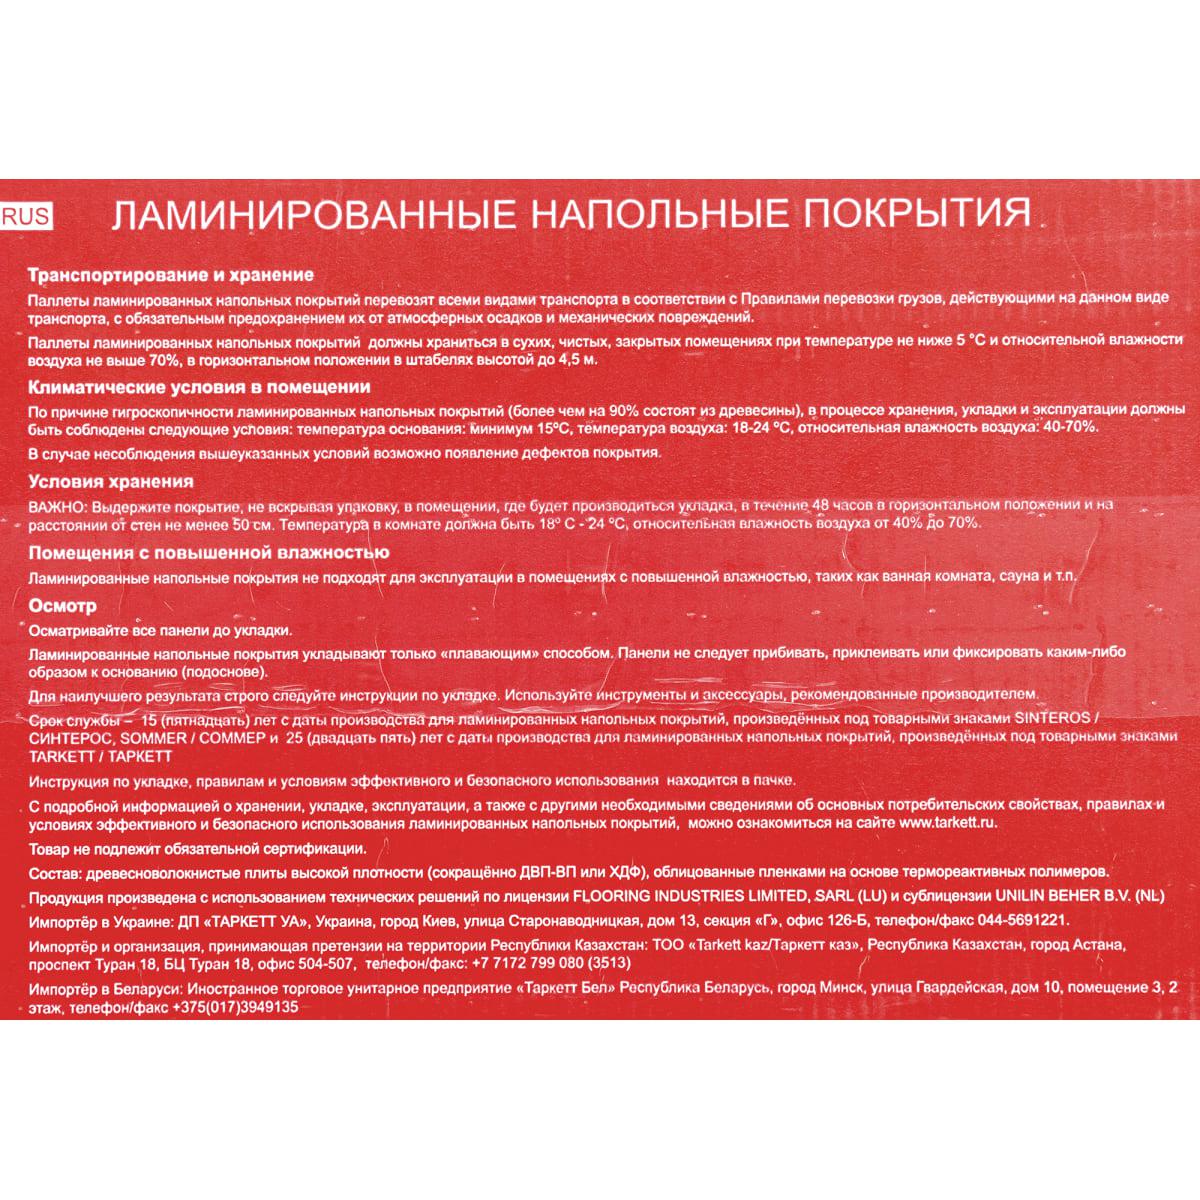 RUS
ЛАМИНИРОВАННЫЕ НАПОЛЬНЫЕ ПОКРЫТИЯ
Транспортирование и хранение
Паллеты ламинированных напольных покрытий перевозят всеми видами транспорта в соответствии с Правилами перевозки грузов, действующими на данном виде
транспорта, с обязательным предохранением их от атмосферных осадков и механических повреждений.
Паллеты ламинированных напольных покрытий должны храниться в сухих, чистых, закрытых помещениях при температуре не ниже 5 °С и относительной влажности
воздуха не выше 70%, в горизонтальном положении в штабелях высотой до 4,5 м.
Климатические условия в помещении
По причине гигроскопичности ламинированных напольных покрытий (более чем на 90% состоят из древесины), в процессе хранения, укладки и эксплуатации должны
быть соблюдены следующие условия: температура основания: минимум 15ºС, температура воздуха: 18-24 ºС, относительная влажность воздуха: 40-70%.
В случае несоблюдения вышеуказанных условий возможно появление дефектов покрытия.
Условия хранения
ВАЖНО: Выдержите покрытие, не вскрывая упаковку, в помещении, где будет производиться укладка, в течение 48 часов в горизонтальном положении и на
расстоянии от стен не менее 50 см. Температура в комнате должна быть 18º С - 24 ºС, относительная влажность воздуха от 40% до 70%.
Помещения с повышенной влажностью
Ламинированные напольные покрытия не подходят для эксплуатации в помещениях с повышенной влажностью, таких как ванная комната, сауна и т.п.
Осмотр
Осматривайте все панели до укладки.
Ламинированные напольные покрытия укладывают только «плавающим» способом. Панели не следует прибивать, приклеивать или фиксировать каким-либо
образом к основанию (подоснове).
Для наилучшего результата строго следуйте инструкции по укладке. Используйте инструменты и аксессуары, рекомендованные производителем.
Срок службы – 15 (пятнадцать) лет с даты производства для ламинированных напольных покрытий, произведённых под товарными знаками SINTEROS /
СИНТЕРОС, SOMMER / СОММЕР и 25 (двадцать пять) лет с даты производства для ламинированных напольных покрытий, произведённых под товарными знаками
TARKETT / ТАРКЕТТ
Инструкция по укладке, правилам и условиям эффективного и безопасного использования находится в пачке.
С подробной информацией о хранении, укладке, эксплуатации, а также с другими необходимыми сведениями об основных потребительских свойствах, правилах и
условиях эффективного и безопасного использования ламинированных напольных покрытий, можно ознакомиться на сайте www.tarkett.ru.
Товар не подлежит обязательной сертификации.
Состав: древесноволокнистые плиты высокой плотности (сокращённо ДВП-ВП или ХДФ), облицованные пленками на основе термореактивных полимеров.
Продукция произведена с использованием технических решений по лицензии FLOORING INDUSTRIES LIMITED, SARL (LU) и сублицензии UNILIN BEHER B.V. (NL)
Импортёр в Украине: ДП «ТАРКЕТТ УА», Украина, город Киев, улица Старонаводницкая, дом 13, секция «Г», офис 126-Б, телефон/факс 044-5691221.
Импортёр и организация, принимающая претензии на территории Республики Казахстан: ТОО «Tarkett kaz/Таркетт каз», Республика Казахстан, город Астана,
проспект Туран 18, БЦ Туран 18, офис 504-507, телефон/факс: +7 7172 799 080 (3513)
Импортёр в Беларуси: Иностранное торговое унитарное предприятие «Таркетт Бел» Республика Беларусь, город Минск, улица Гвардейская, дом 10, помещение 3, 2
этаж, телефон/факс +375(017)3949135